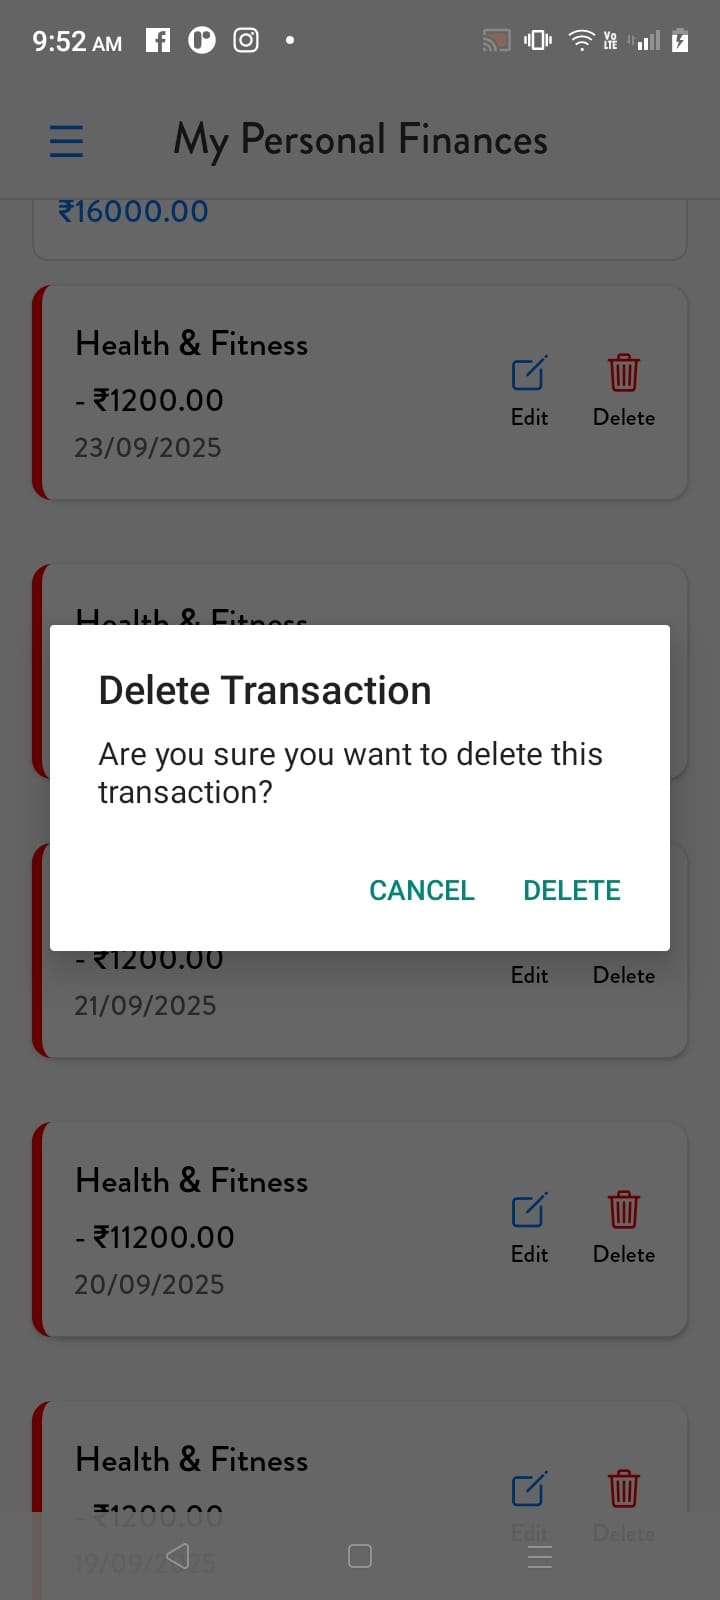 9:52 AM
Vo LTE
My Personal Finances
₹16000.00
Health & Fitness
- ₹1200.00
23/09/2025
Edit
Delete
Health & Fitness
Delete Transaction
Are you sure you want to delete this
transaction?
CANCEL
DELETE
- ₹1200.00
21/09/2025
Edit
Delete
Health & Fitness
- ₹11200.00
20/09/2025
Edit
Delete
Health & Fitness
- ₹1200.00
19/09/2025
Edit
Delete